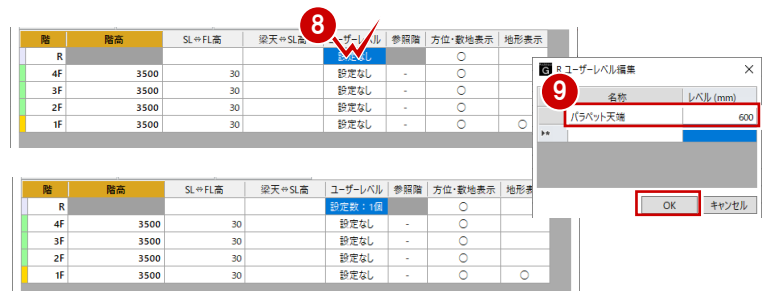 8
階 階高 SL⇔FL高 梁天⇔SL高 ユーザーレベル 参照階 方位・敷地表示 地形表示
R 設定なし ○
4F 3500 30 設定なし - ○
3F 3500 30 設定なし - ○
2F 3500 30 設定なし - ○
1F 3500 30 設定なし - ○ ○
R ユーザーレベル編集
9
名称 レベル (mm)
パラペット天端 600
OK キャンセル
階 階高 SL⇔FL高 梁天⇔SL高 ユーザーレベル 参照階 方位・敷地表示 地形表
R 設定数：1個 ○
4F 3500 30 設定なし - ○
3F 3500 30 設定なし - ○
2F 3500 30 設定なし - ○
1F 3500 30 設定なし - ○ ○